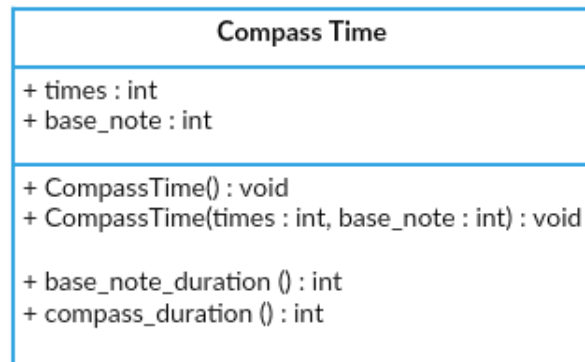 Compass Time
+ times : int
+ base_note : int
+ CompassTime() : void
+ CompassTime(times : int, base_note : int) : void
+ base_note_duration () : int
+ compass_duration () : int